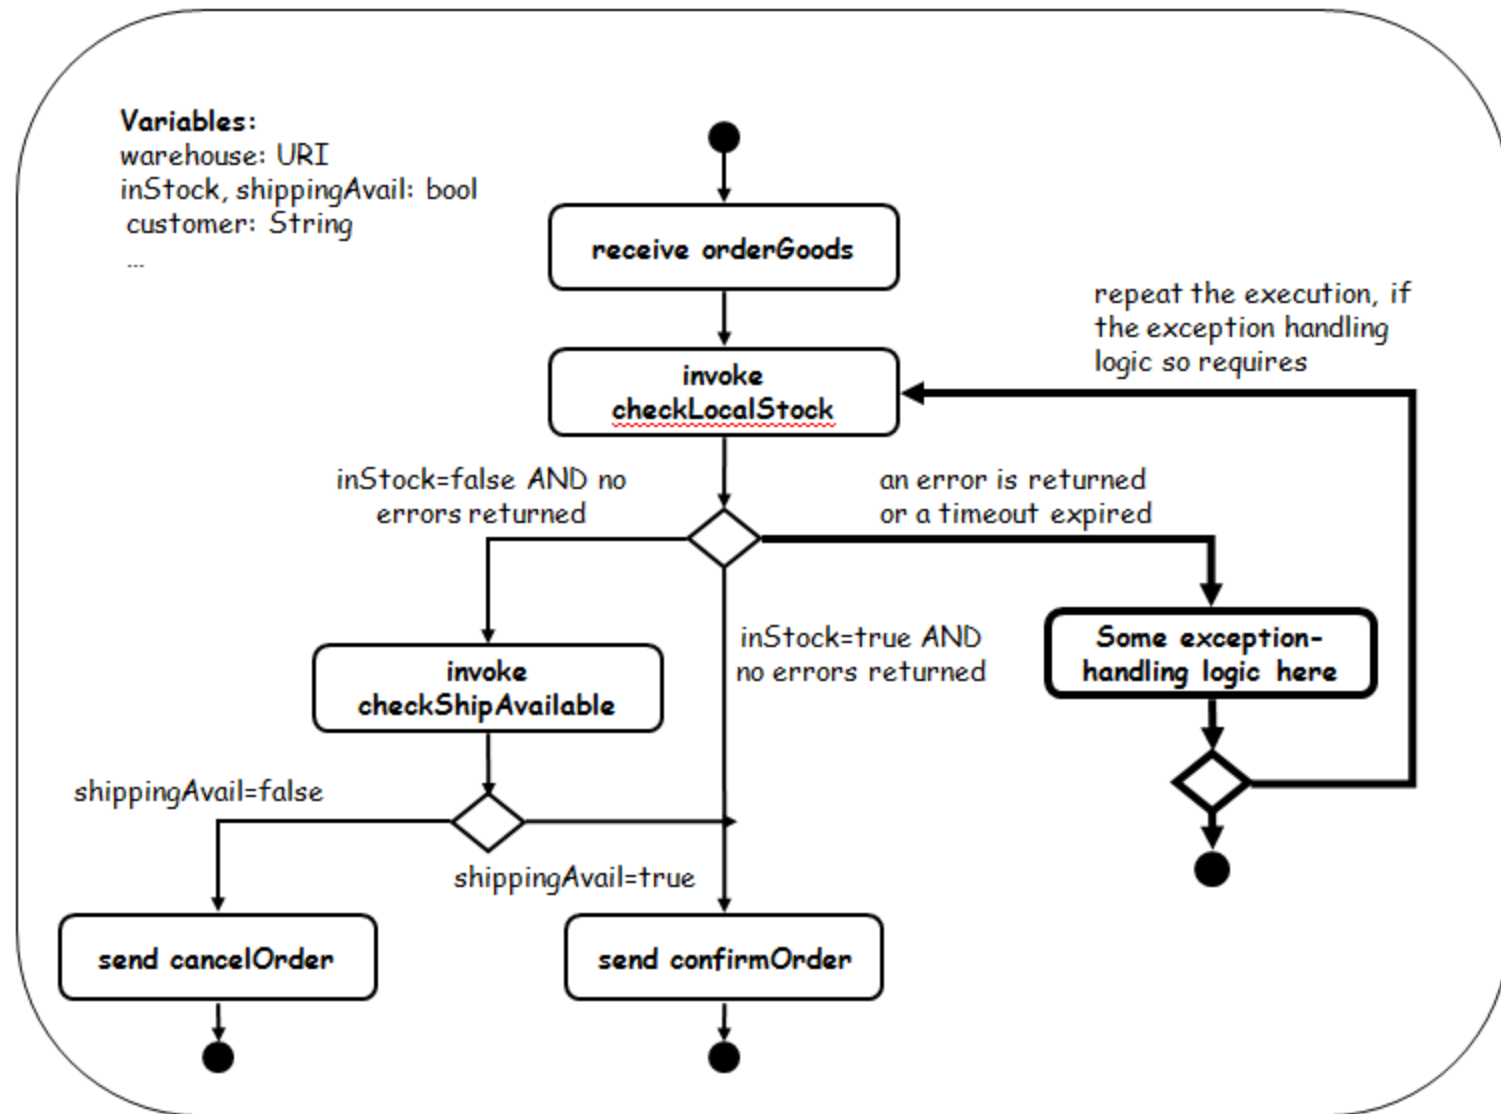 Variables:
warehouse: URI
inStock, shippingAvail: bool
customer: String
...
receive orderGoods
invoke
checkLocalStock
repeat the execution, if
the exception handling
logic so requires
inStock=false AND no
errors returned
an error is returned
or a timeout expired
inStock=true AND
no errors returned
Some exception-
handling logic here
invoke
checkShipAvailable
shippingAvail=false
shippingAvail=true
send cancelOrder
send confirmOrder